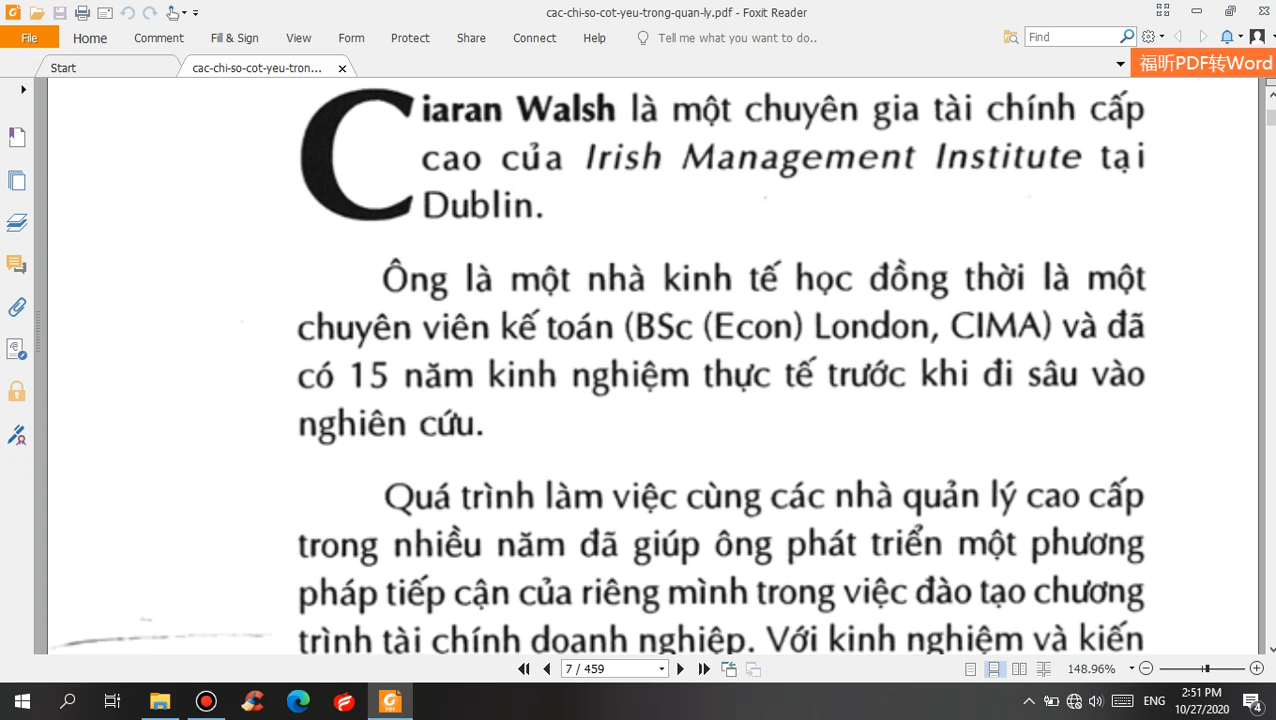 cac-chi-so-cot-yeu-trong-quan-ly.pdf - Foxit Reader
File Home Comment Fill & Sign View Form Protect Share Connect Help Tell me what you want to do.. Find
Start cac-chi-so-cot-yeu-tron... 福昕PDF转Word
Ciaran Walsh là một chuyên gia tài chính cấp
cao của Irish Management Institute tại
Dublin.
Ông là một nhà kinh tế học đồng thời là một
chuyên viên kế toán (BSc (Econ) London, CIMA) và đã
có 15 năm kinh nghiệm thực tế trước khi đi sâu vào
nghiên cứu.
Quá trình làm việc cùng các nhà quản lý cao cấp
trong nhiều năm đã giúp ông phát triển một phương
pháp tiếp cận của riêng mình trong việc đào tạo chương
trình tài chính doanh nghiệp. Với kinh nghiệm và kiến
7 / 459 148.96%
ENG 2:51 PM
10/27/2020 4